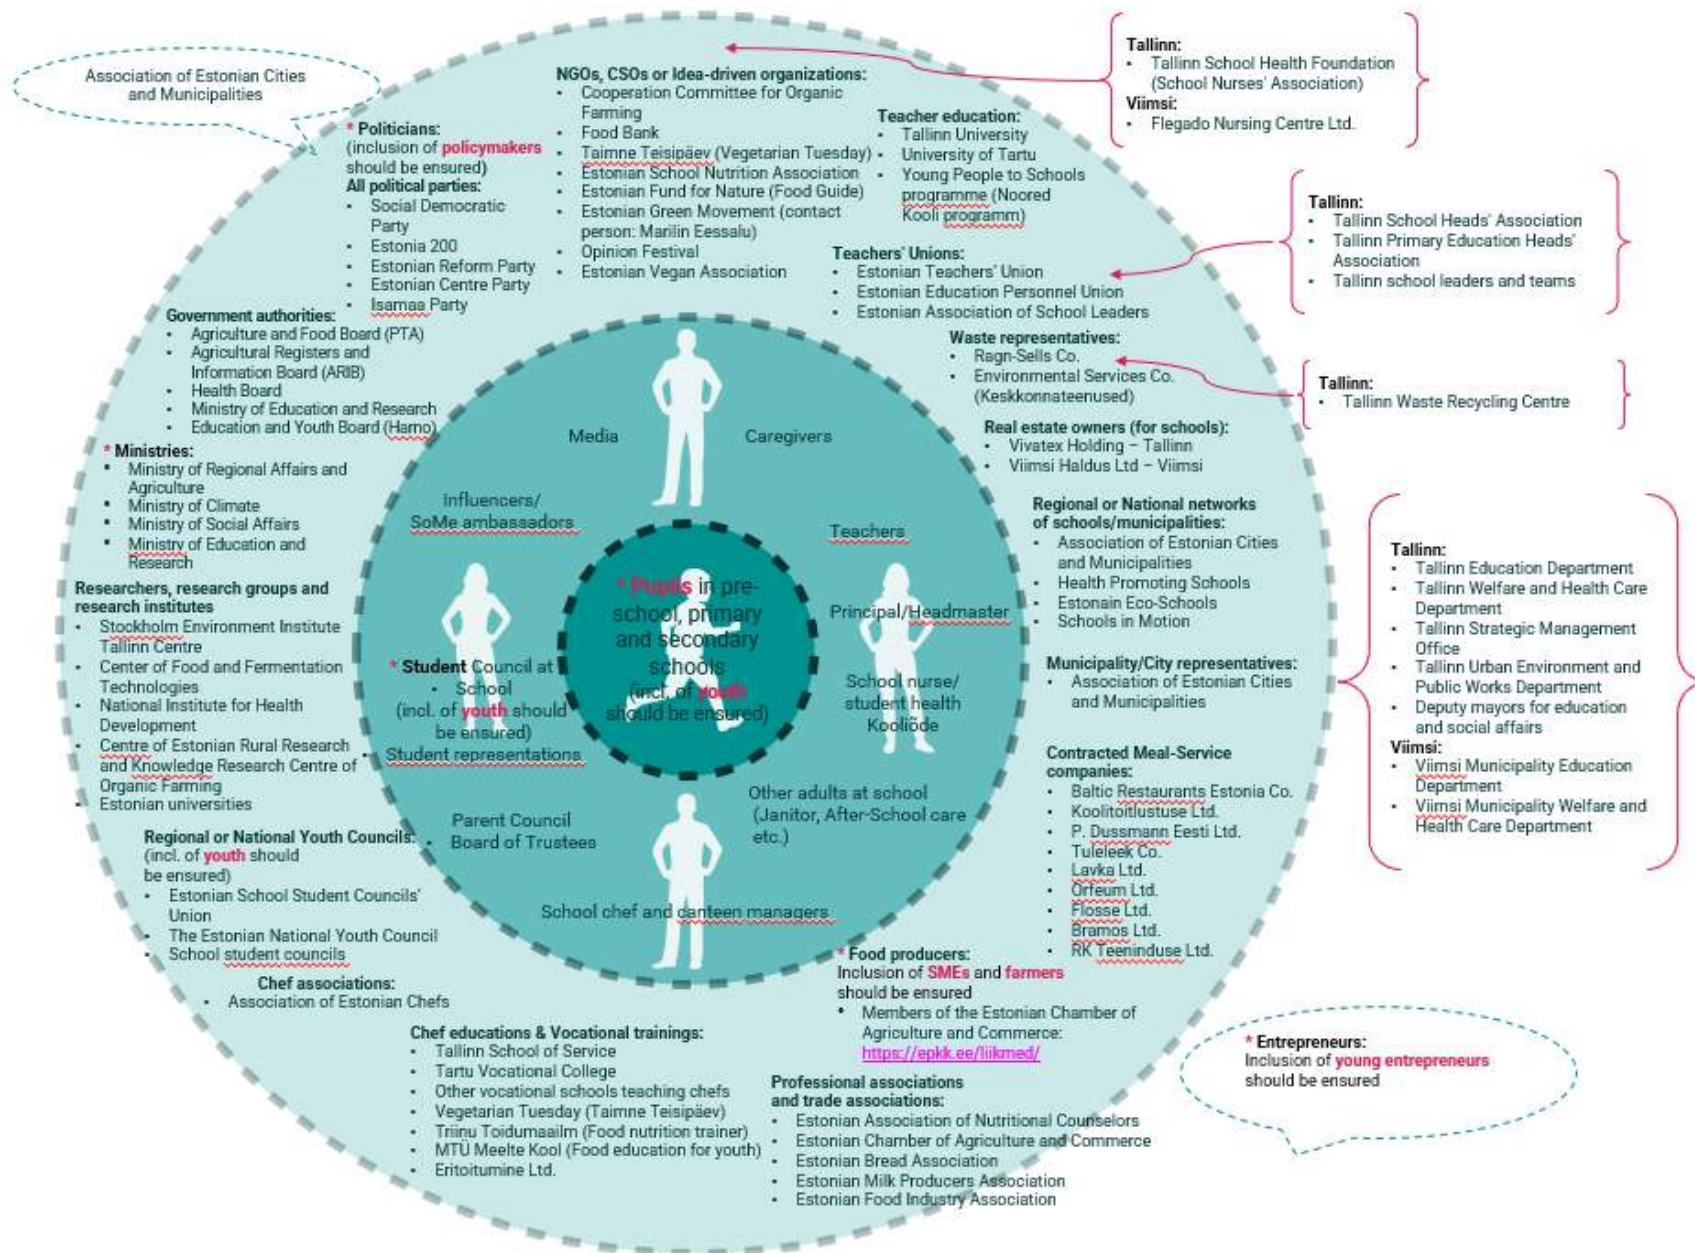 Association of Estonian Cities
and Municipalities
* Politicians:
(inclusion of policymakers
should be ensured)
All political parties:
• Social Democratic
Party
• Estonia 200
• Estonian Reform Party
• Estonian Centre Party
• Isamaa Party
NGOs, CSOs or Idea-driven organizations:
• Cooperation Committee for Organic
Farming
• Food Bank
• Taimne Teisipäev (Vegetarian Tuesday)
• Estonian School Nutrition Association
• Estonian Fund for Nature (Food Guide)
• Estonian Green Movement (contact
person: Marilin Eessalu)
• Opinion Festival
• Estonian Vegan Association
Teacher education:
• Tallinn University
• University of Tartu
• Young People to Schools
programme (Noored
Kooli programm)
Tallinn:
• Tallinn School Health Foundation
(School Nurses' Association)
Viimsi:
• Flegado Nursing Centre Ltd.
Teachers' Unions:
• Estonian Teachers' Union
• Estonian Education Personnel Union
• Estonian Association of School Leaders
Tallinn:
• Tallinn School Heads' Association
• Tallinn Primary Education Heads'
Association
• Tallinn school leaders and teams
Waste representatives:
• Ragn-Sells Co.
• Environmental Services Co.
(Keskkonnateenused)
Tallinn:
• Tallinn Waste Recycling Centre
Real estate owners (for schools):
• Vivatex Holding – Tallinn
• Viimsi Haldus Ltd – Viimsi
Government authorities:
• Agriculture and Food Board (PTA)
• Agricultural Registers and
Information Board (ARIB)
• Health Board
• Ministry of Education and Research
• Education and Youth Board (Harno)
* Ministries:
▪ Ministry of Regional Affairs and
Agriculture
▪ Ministry of Climate
▪ Ministry of Social Affairs
▪ Ministry of Education and
Research
Researchers, research groups and
research institutes
• Stockholm Environment Institute
Tallinn Centre
• Center of Food and Fermentation
Technologies
• National Institute for Health
Development
• Centre of Estonian Rural Research
and Knowledge Research Centre of
Organic Farming
• Estonian universities
Regional or National Youth Councils:
(incl. of youth should
be ensured)
• Estonian School Student Councils'
Union
• The Estonian National Youth Council
• School student councils
Chef associations:
• Association of Estonian Chefs
Chef educations & Vocational trainings:
• Tallinn School of Service
• Tartu Vocational College
• Other vocational schools teaching chefs
• Vegetarian Tuesday (Taimne Teisipäev)
• Triinu Toidumaailm (Food nutrition trainer)
• MTÜ Meelte Kool (Food education for youth)
• Eritoitumine Ltd.
Media
Caregivers
Influencers/
SoMe ambassadors
Teachers
Principal/Headmaster
School nurse/
student health
Kooliõde
* Student Council at
• School
(incl. of youth should
be ensured)
• Student representations
* Pupils in pre-
school, primary
and secondary
schools
(incl. of youth
should be ensured)
• Parent Council
Board of Trustees
Other adults at school
(Janitor, After-School care
etc.)
School chef and canteen managers
Regional or National networks
of schools/municipalities:
• Association of Estonian Cities
and Municipalities
• Health Promoting Schools
• Estonain Eco-Schools
• Schools in Motion
Municipality/City representatives:
• Association of Estonian Cities
and Municipalities
Tallinn:
• Tallinn Education Department
• Tallinn Welfare and Health Care
Department
• Tallinn Strategic Management
Office
• Tallinn Urban Environment and
Public Works Department
• Deputy mayors for education
and social affairs
Viimsi:
• Viimsi Municipality Education
Department
• Viimsi Municipality Welfare and
Health Care Department
Contracted Meal-Service
companies:
• Baltic Restaurants Estonia Co.
• Koolitoitlustuse Ltd.
• P. Dussmann Eesti Ltd.
• Tuleleek Co.
• Lavka Ltd.
• Orfeum Ltd.
• Flosse Ltd.
• Bramos Ltd.
• RK Teeninduse Ltd.
* Food producers:
Inclusion of SMEs and farmers
should be ensured
• Members of the Estonian Chamber of
Agriculture and Commerce:
https://epkk.ee/liikmed/
Professional associations
and trade associations:
• Estonian Association of Nutritional Counselors
• Estonian Chamber of Agriculture and Commerce
• Estonian Bread Association
• Estonian Milk Producers Association
• Estonian Food Industry Association
* Entrepreneurs:
Inclusion of young entrepreneurs
should be ensured